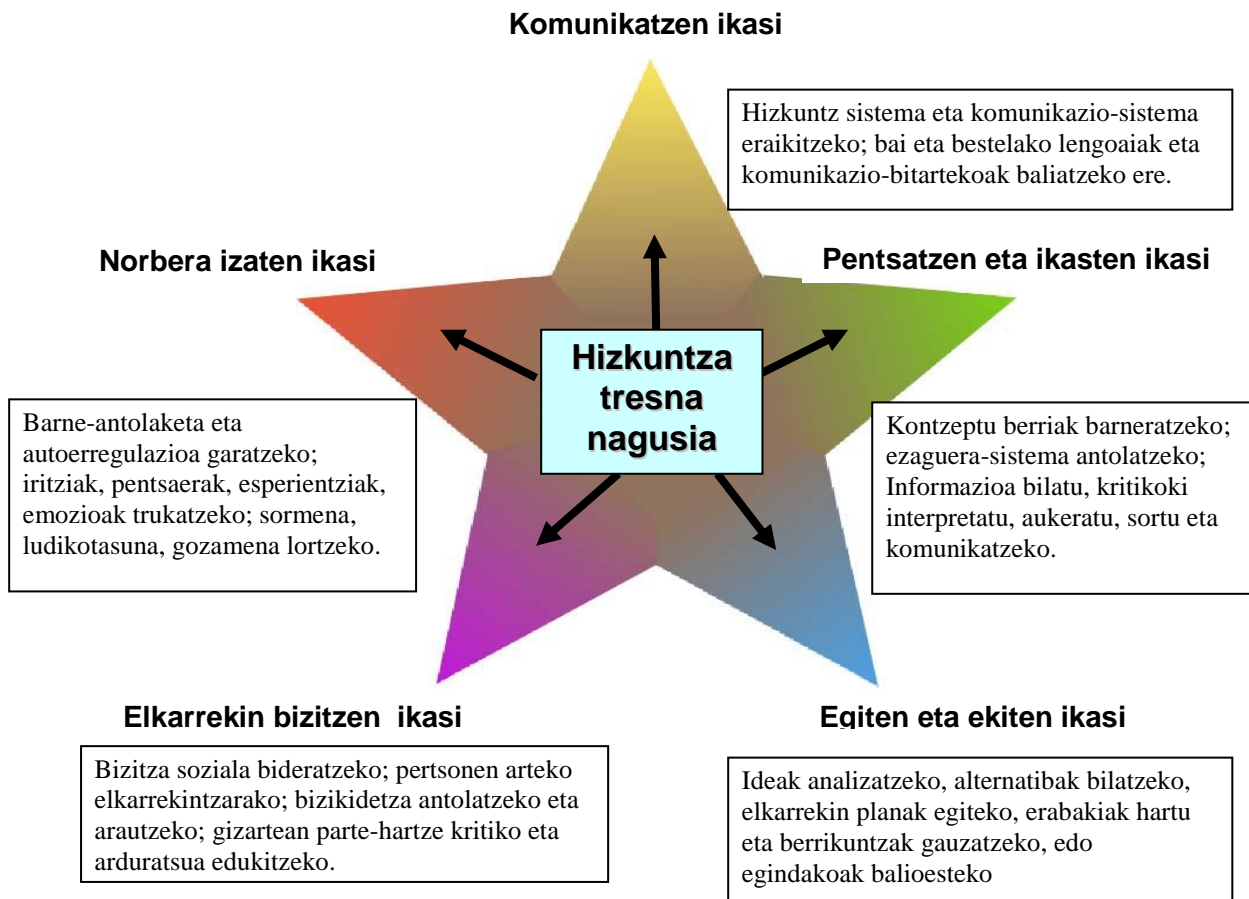 Komunikatzen ikasi
Hizkuntz sistema eta komunikazio-sistema
eraikitzeko; bai eta bestelako lengoaiak eta
komunikazio-bitartekoak baliatzeko ere.
Norbera izaten ikasi
Pentsatzen eta ikasten ikasi
Hizkuntza
tresna
nagusia
Barne-antolaketa eta
autoerregulazioa garatzeko;
iritziak, pentsaerak, esperientziak,
emozioak trukatzeko; sormena,
ludikotasuna, gozamena lortzeko.
Kontzeptu berriak barneratzeko;
ezaguera-sistema antolatzeko;
Informazioa bilatu, kritikoki
interpretatu, aukeratu, sortu eta
komunikatzeko.
Elkarrekin bizitzen ikasi
Bizitza soziala bideratzeko; pertsonen arteko
elkarrekintzarako; bizikidetza antolatzeko eta
arautzeko; gizartean parte-hartze kritiko eta
arduratsua edukitzeko.
Egiten eta ekiten ikasi
Ideak analizatzeko, alternatibak bilatzeko,
elkarrekin planak egiteko, erabakiak hartu
eta berrikuntzak gauzatzeko, edo
egindakoak balioesteko